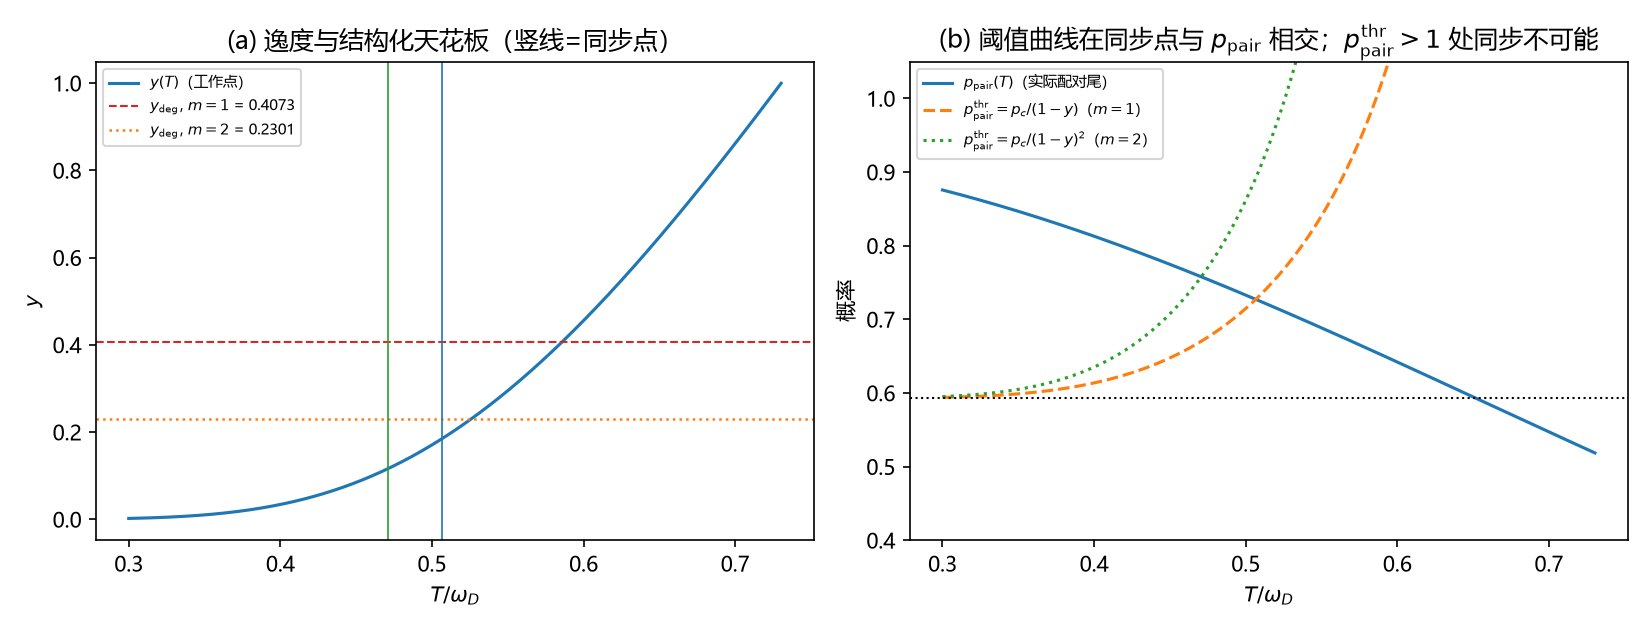 (a) 逸度与结构化天花板（竖线=同步点）
y(T)（工作点）
y_deg, m = 1 = 0.4073
y_deg, m = 2 = 0.2301
1.0
0.8
0.6
0.4
0.2
0.0
y
0.3 0.4 0.5 0.6 0.7
T/ω_D
(b) 阈值曲线在同步点与 p_pair 相交；p_pair^thr > 1 处同步不可能
p_pair(T)（实际配对尾）
p_pair^thr = p_c/(1 − y)（m = 1）
p_pair^thr = p_c/(1 − y)²（m = 2）
1.0
0.9
0.8
0.7
0.6
0.5
0.4
概率
0.3 0.4 0.5 0.6 0.7
T/ω_D